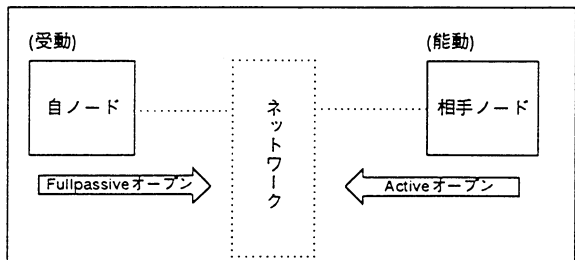 (受動)
(能動)
自ノード
ネットワーク
相手ノード
Fullpassiveオープン
Activeオープン